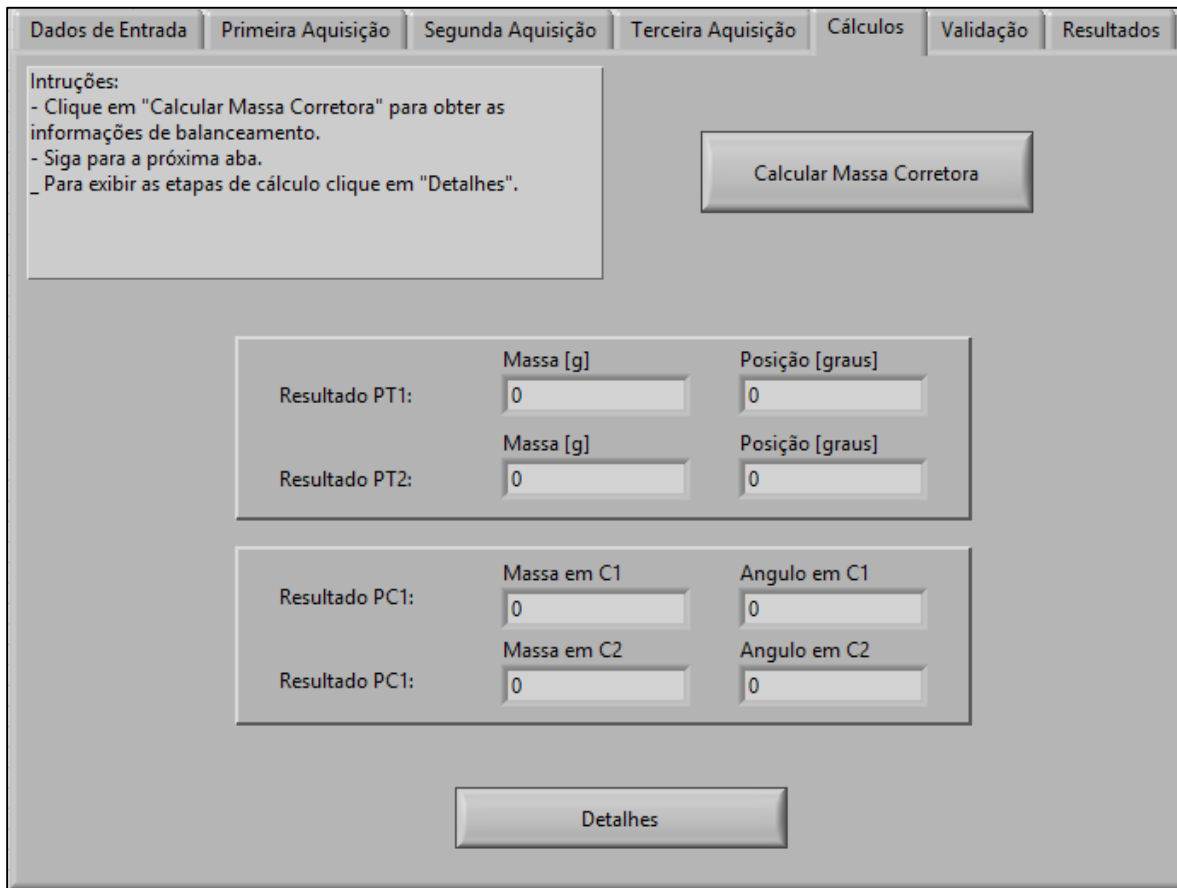 Dados de Entrada Primeira Aquisição Segunda Aquisição Terceira Aquisição Cálculos Validação Resultados
Intruções:
- Clique em "Calcular Massa Corretora" para obter as
informações de balanceamento.
- Siga para a próxima aba.
_ Para exibir as etapas de cálculo clique em "Detalhes".
Calcular Massa Corretora
Massa [g] Posição [graus]
Resultado PT1: 0 0
Massa [g] Posição [graus]
Resultado PT2: 0 0
Massa em C1 Angulo em C1
Resultado PC1: 0 0
Massa em C2 Angulo em C2
Resultado PC1: 0 0
Detalhes